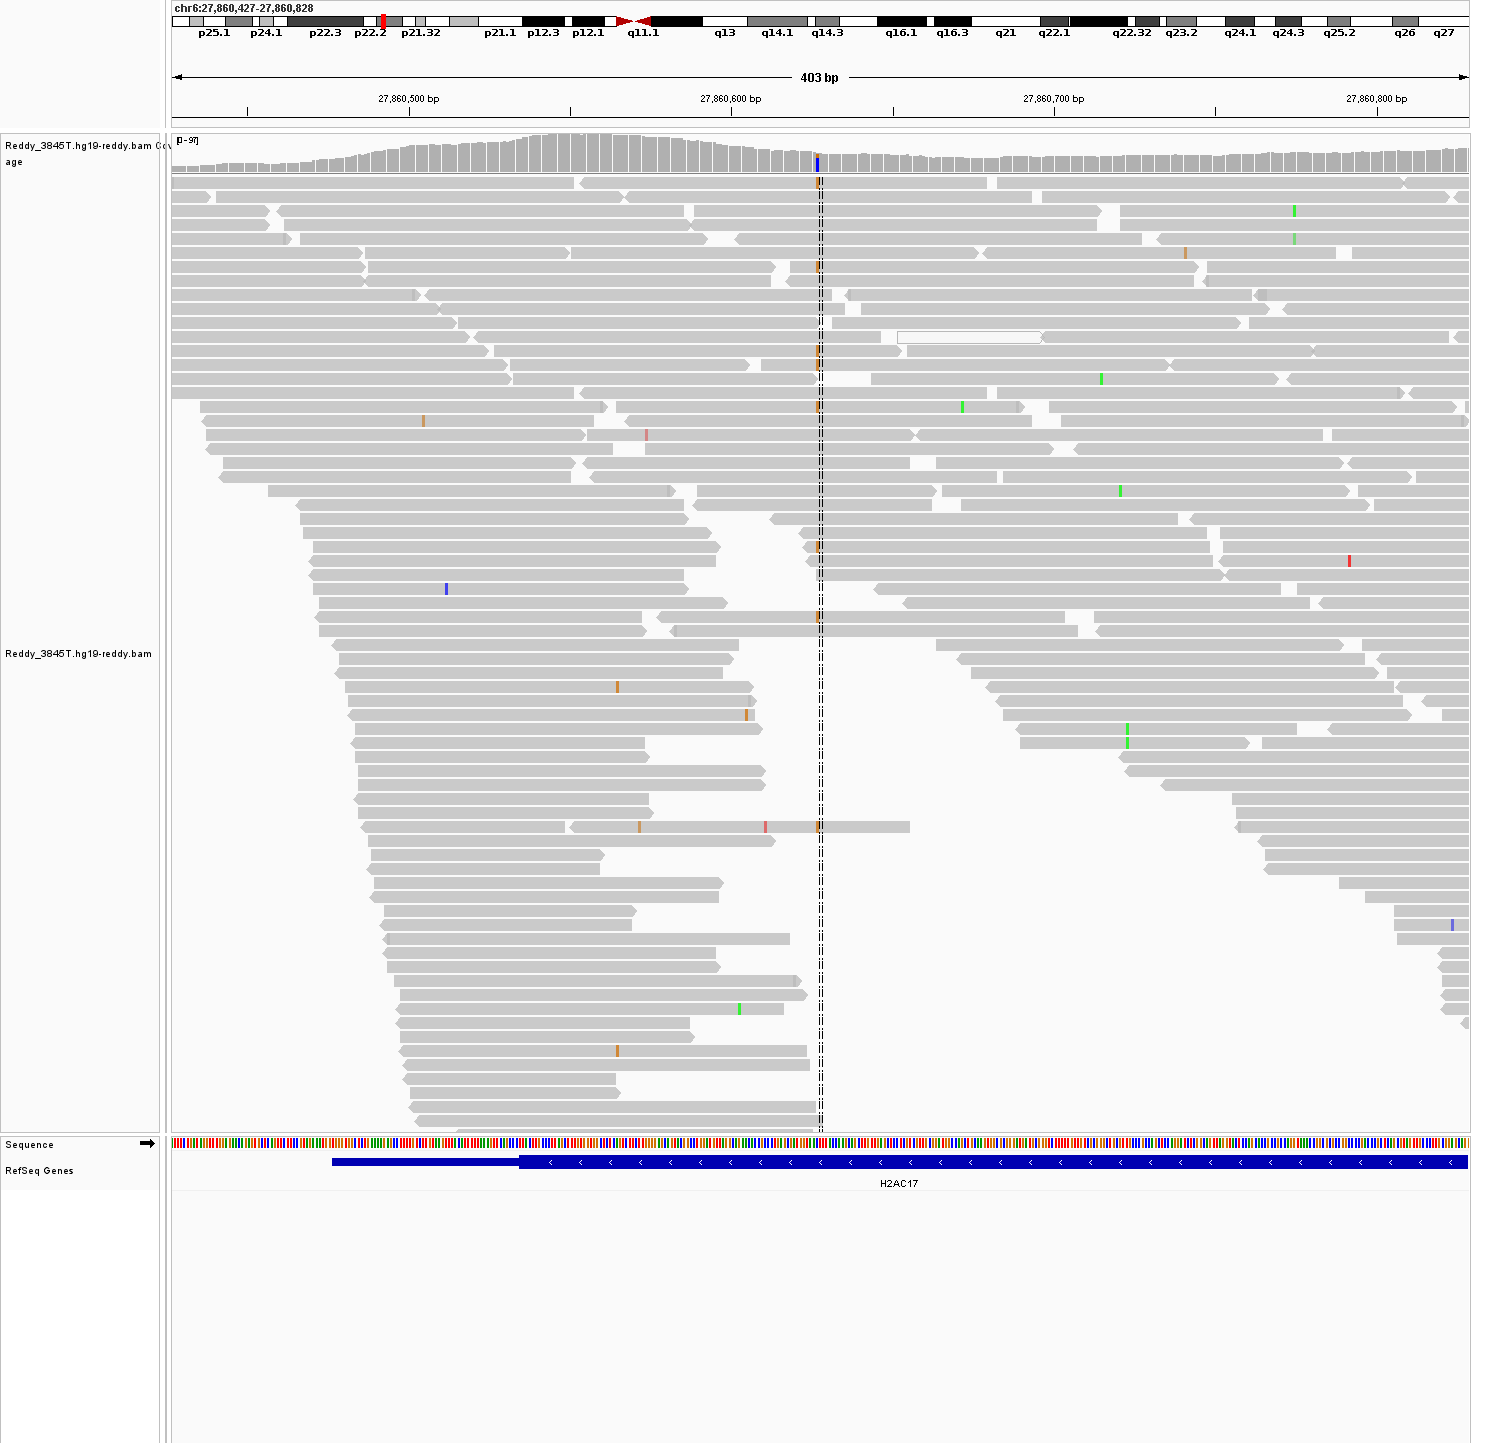 chr6:27,860,427-27,860,828
p25.1 p24.1 p22.3 p22.2 p21.32 p21.1 p12.3 p12.1 q11.1 q13 q14.1 q14.3 q16.1 q16.3 q21 q22.1 q22.32 q23.2 q24.1 q24.3 q25.2 q26 q27
403 bp
27,860,500 bp 27,860,600 bp 27,860,700 bp 27,860,800 bp
[0 - 97]
Reddy_3845T.hg19-reddy.bam Cov
age
Reddy_3845T.hg19-reddy.bam
Sequence
RefSeq Genes
H2AC17